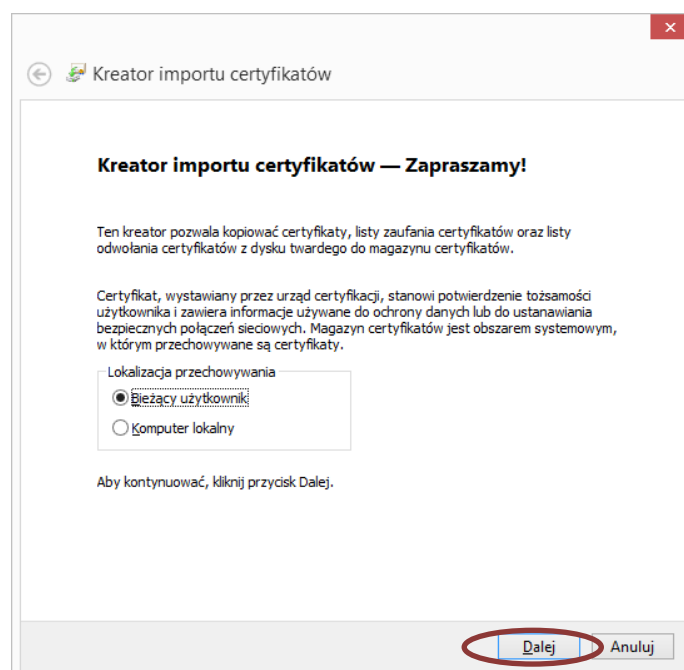 Kreator importu certyfikatów
Kreator importu certyfikatów — Zapraszamy!
Ten kreator pozwala kopiować certyfikaty, listy zaufania certyfikatów oraz listy
odwołania certyfikatów z dysku twardego do magazynu certyfikatów.
Certyfikat, wystawiany przez urząd certyfikacji, stanowi potwierdzenie tożsamości
użytkownika i zawiera informacje używane do ochrony danych lub do ustanawiania
bezpiecznych połączeń sieciowych. Magazyn certyfikatów jest obszarem systemowym,
w którym przechowywane są certyfikaty.
Lokalizacja przechowywania
Bieżący użytkownik
Komputer lokalny
Aby kontynuować, kliknij przycisk Dalej.
Dalej Anuluj